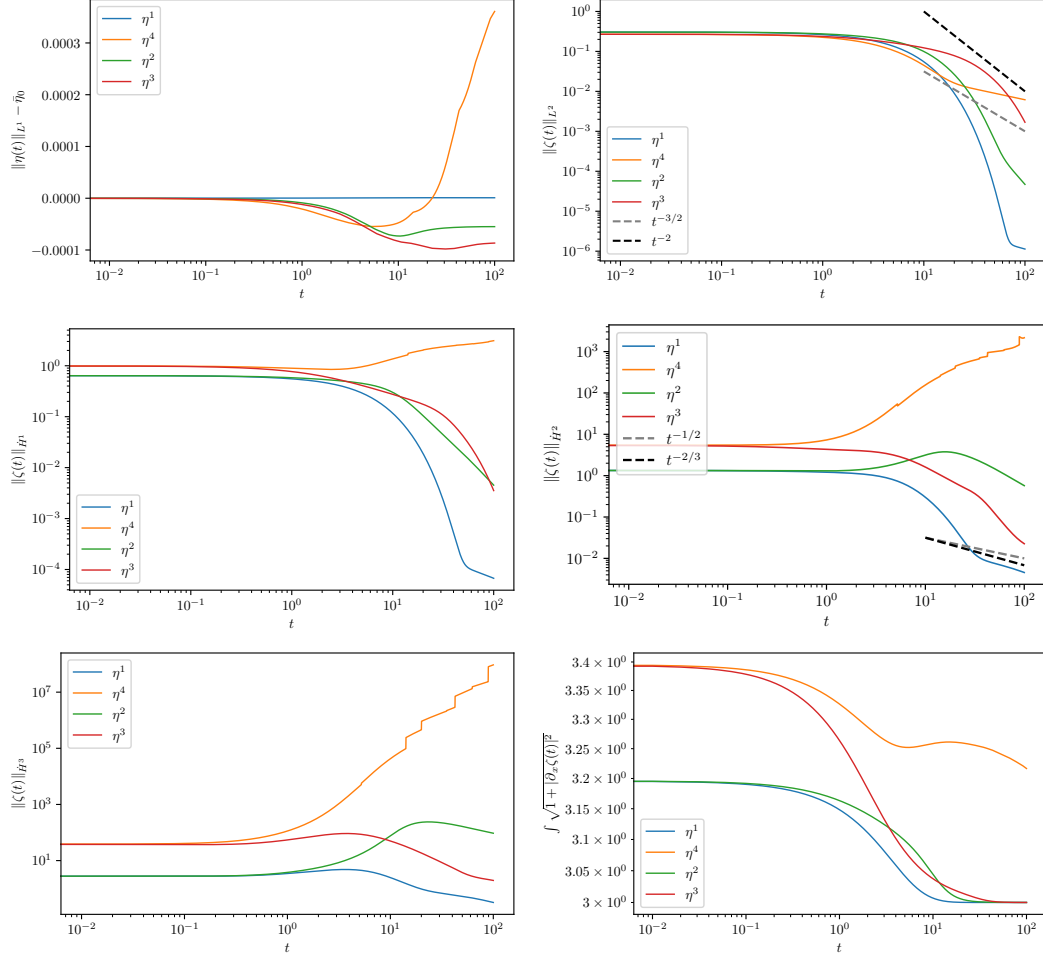 0.0003
0.0002
0.0001
0.0000
−0.0001
‖η(t)‖_{L¹} − η̄₀
η¹
η⁴
η²
η³
10⁻²
10⁻¹
10⁰
10¹
10²
t
10⁰
10⁻¹
10⁻²
10⁻³
10⁻⁴
10⁻⁵
10⁻⁶
‖ζ(t)‖_{L²}
η¹
η⁴
η²
η³
t^{−3/2}
t^{−2}
10⁻²
10⁻¹
10⁰
10¹
10²
t
10⁰
10⁻¹
10⁻²
10⁻³
10⁻⁴
‖ζ(t)‖_{Ḣ¹}
η¹
η⁴
η²
η³
10⁻²
10⁻¹
10⁰
10¹
10²
t
10³
10²
10¹
10⁰
10⁻¹
10⁻²
‖ζ(t)‖_{Ḣ²}
η¹
η⁴
η²
η³
t^{−1/2}
t^{−2/3}
10⁻²
10⁻¹
10⁰
10¹
10²
t
10⁷
10⁵
10³
10¹
‖ζ(t)‖_{Ḣ³}
η¹
η⁴
η²
η³
10⁻²
10⁻¹
10⁰
10¹
10²
t
3.4 × 10⁰
3.35 × 10⁰
3.3 × 10⁰
3.25 × 10⁰
3.2 × 10⁰
3.1 × 10⁰
3.05 × 10⁰
3 × 10⁰
∫ √(1 + |∂ₓζ(t)|²)
η¹
η⁴
η²
η³
10⁻²
10⁻¹
10⁰
10¹
10²
t